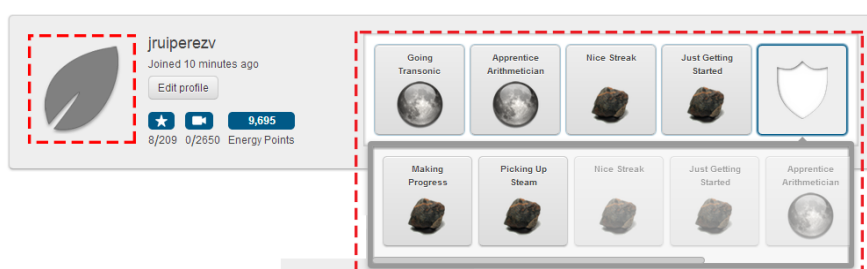 jruiperezv
Joined 10 minutes ago
Edit profile
9,695
8/209 0/2650 Energy Points
Going
Transonic
Apprentice
Arithmetician
Nice Streak
Just Getting
Started
Making
Progress
Picking Up
Steam
Nice Streak
Just Getting
Started
Apprentice
Arithmetician